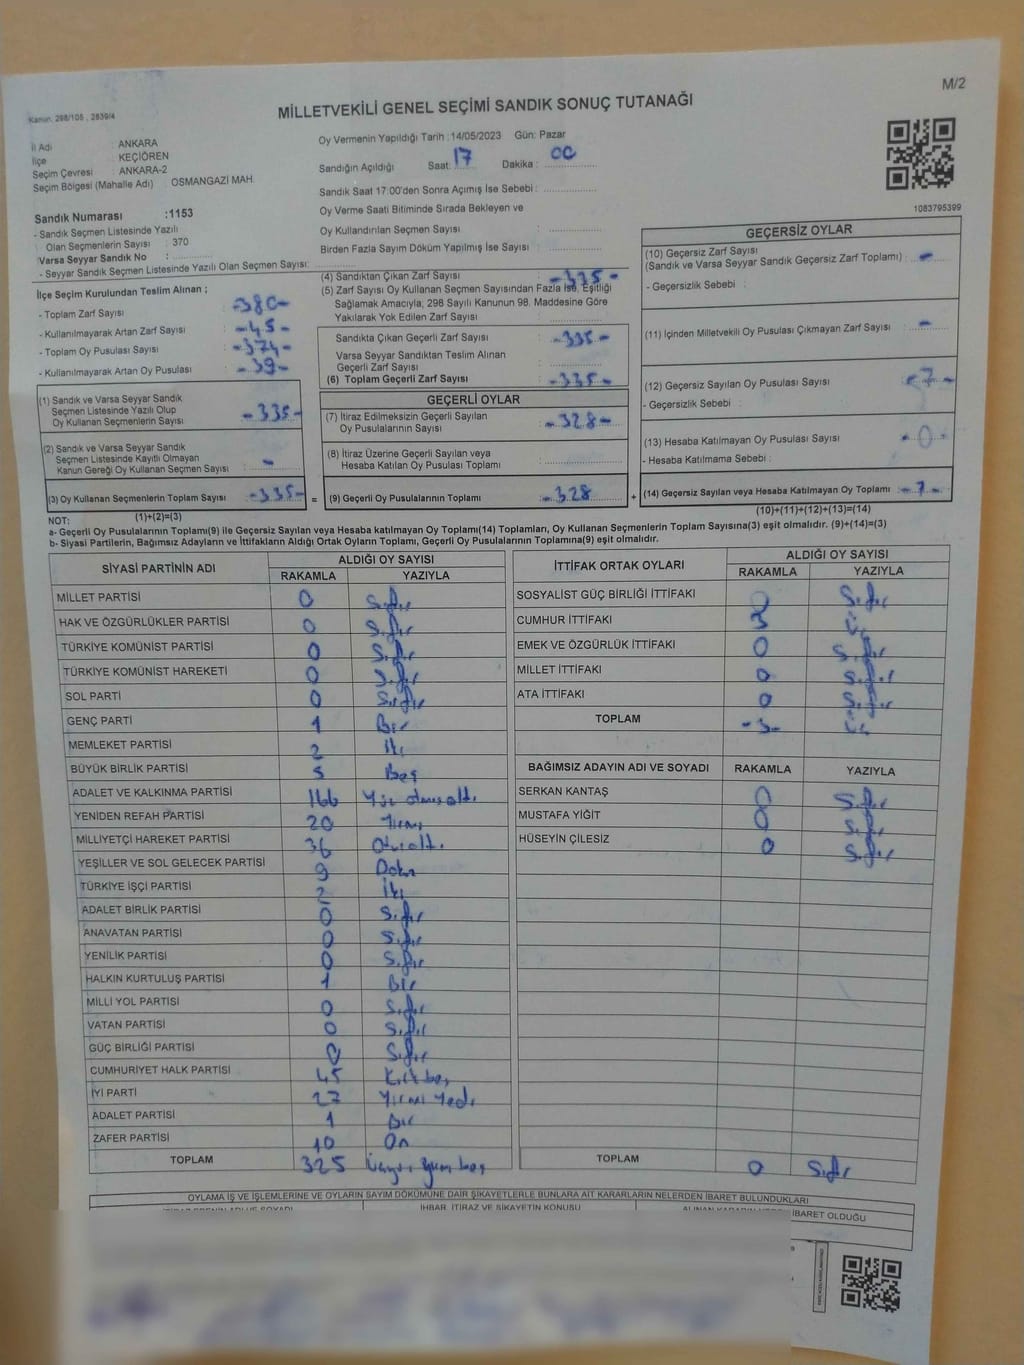 M/2
Kanun, 298/105 , 2839/4
MİLLETVEKİLİ GENEL SEÇİMİ SANDIK SONUÇ TUTANAĞI
1083795399
İl Adı : ANKARA
İlçe : KEÇİÖREN
Seçim Çevresi : ANKARA-2
Seçim Bölgesi (Mahalle Adı) : OSMANGAZİ MAH.
Sandık Numarası :1153
- Sandık Seçmen Listesinde Yazılı
Olan Seçmenlerin Sayısı : 370
Varsa Seyyar Sandık No :
- Seyyar Sandık Seçmen Listesinde Yazılı Olan Seçmen Sayısı:
Oy Vermenin Yapıldığı Tarih :14/05/2023 Gün: Pazar
Sandığın Açıldığı Saat: 17 Dakika : 00
Sandık Saat 17:00'den Sonra Açımış İse Sebebi :
Oy Verme Saati Bitiminde Sırada Bekleyen ve
Oy Kullandırılan Seçmen Sayısı :
Birden Fazla Sayım Döküm Yapılmış İse Sayısı :
İlçe Seçim Kurulundan Teslim Alınan ;
- Toplam Zarf Sayısı : -380-
- Kullanılmayarak Artan Zarf Sayısı : -45-
- Toplam Oy Pusulası Sayısı : -374-
- Kullanılmayarak Artan Oy Pusulası : -39-
(1) Sandık ve Varsa Seyyar Sandık
Seçmen Listesinde Yazılı Olup
Oy Kullanan Seçmenlerin Sayısı : -335-
(2) Sandık ve Varsa Seyyar Sandık
Seçmen Listesinde Kayıtlı Olmayan
Kanun Gereği Oy Kullanan Seçmen Sayısı : -
(3) Oy Kullanan Seçmenlerin Toplam Sayısı : -335-
(1)+(2)=(3)
(4) Sandıktan Çıkan Zarf Sayısı : -335-
(5) Zarf Sayısı Oy Kullanan Seçmen Sayısından Fazla İse, Eşitliği
Sağlamak Amacıyla, 298 Sayılı Kanunun 98. Maddesine Göre
Yakılarak Yok Edilen Zarf Sayısı :
Sandıkta Çıkan Geçerli Zarf Sayısı : -335-
Varsa Seyyar Sandıktan Teslim Alınan
Geçerli Zarf Sayısı :
(6) Toplam Geçerli Zarf Sayısı : -335-
GEÇERLİ OYLAR
(7) İtiraz Edilmeksizin Geçerli Sayılan
Oy Pusulalarının Sayısı : -328-
(8) İtiraz Üzerine Geçerli Sayılan veya
Hesaba Katılan Oy Pusulası Toplamı :
= (9) Geçerli Oy Pusulalarının Toplamı : -328
GEÇERSİZ OYLAR
(10) Geçersiz Zarf Sayısı
(Sandık ve Varsa Seyyar Sandık Geçersiz Zarf Toplamı) : -
- Geçersizlik Sebebi :
(11) İçinden Milletvekili Oy Pusulası Çıkmayan Zarf Sayısı : -
(12) Geçersiz Sayılan Oy Pusulası Sayısı : -7-
- Geçersizlik Sebebi :
(13) Hesaba Katılmayan Oy Pusulası Sayısı : -0-
- Hesaba Katılmama Sebebi :
+ (14) Geçersiz Sayılan veya Hesaba Katılmayan Oy Toplamı : -7-
(10)+(11)+(12)+(13)=(14)
NOT:
a- Geçerli Oy Pusulalarının Toplamı(9) ile Geçersiz Sayılan veya Hesaba katılmayan Oy Toplamı(14) Toplamları, Oy Kullanan Seçmenlerin Toplam Sayısına(3) eşit olmalıdır. (9)+(14)=(3)
b- Siyasi Partilerin, Bağımsız Adayların ve İttifakların Aldığı Ortak Oyların Toplamı, Geçerli Oy Pusulalarının Toplamına(9) eşit olmalıdır.
SİYASİ PARTİNİN ADI ALDIĞI OY SAYISI
RAKAMLA YAZIYLA
MİLLET PARTİSİ 0 Sıfır
HAK VE ÖZGÜRLÜKLER PARTİSİ 0 Sıfır
TÜRKİYE KOMÜNİST PARTİSİ 0 Sıfır
TÜRKİYE KOMÜNİST HAREKETİ 0 Sıfır
SOL PARTİ 0 Sıfır
GENÇ PARTİ 1 Bir
MEMLEKET PARTİSİ 2 İki
BÜYÜK BİRLİK PARTİSİ 5 Beş
ADALET VE KALKINMA PARTİSİ 166 Yüz altmışaltı
YENİDEN REFAH PARTİSİ 20 Yirmi
MİLLİYETÇİ HAREKET PARTİSİ 36 Otuzaltı
YEŞİLLER VE SOL GELECEK PARTİSİ 9 Dokuz
TÜRKİYE İŞÇİ PARTİSİ 2 İki
ADALET BİRLİK PARTİSİ 0 Sıfır
ANAVATAN PARTİSİ 0 Sıfır
YENİLİK PARTİSİ 0 Sıfır
HALKIN KURTULUŞ PARTİSİ 1 Bir
MİLLİ YOL PARTİSİ 0 Sıfır
VATAN PARTİSİ 0 Sıfır
GÜÇ BİRLİĞİ PARTİSİ 0 Sıfır
CUMHURİYET HALK PARTİSİ 45 Kırkbeş
İYİ PARTİ 27 Yirmi Yedi
ADALET PARTİSİ 1 Bir
ZAFER PARTİSİ 10 On
TOPLAM 325 Üçyüz Yirmi beş
İTTİFAK ORTAK OYLARI ALDIĞI OY SAYISI
RAKAMLA YAZIYLA
SOSYALİST GÜÇ BİRLİĞİ İTTİFAKI 0 Sıfır
CUMHUR İTTİFAKI 3 Üç
EMEK VE ÖZGÜRLÜK İTTİFAKI 0 Sıfır
MİLLET İTTİFAKI 0 Sıfır
ATA İTTİFAKI 0 Sıfır
TOPLAM -3- Üç
BAĞIMSIZ ADAYIN ADI VE SOYADI RAKAMLA YAZIYLA
SERKAN KANTAŞ 0 Sıfır
MUSTAFA YİĞİT 0 Sıfır
HÜSEYİN ÇİLESİZ 0 Sıfır
TOPLAM 0 Sıfır
OYLAMA İŞ VE İŞLEMLERİNE VE OYLARIN SAYIM DÖKÜMÜNE DAİR ŞİKAYETLERLE BUNLARA AİT KARARLARIN NELERDEN İBARET BULUNDUKLARI
İHBAR, İTİRAZ VE ŞİKAYETİN KONUSU
İBARET OLDUĞU